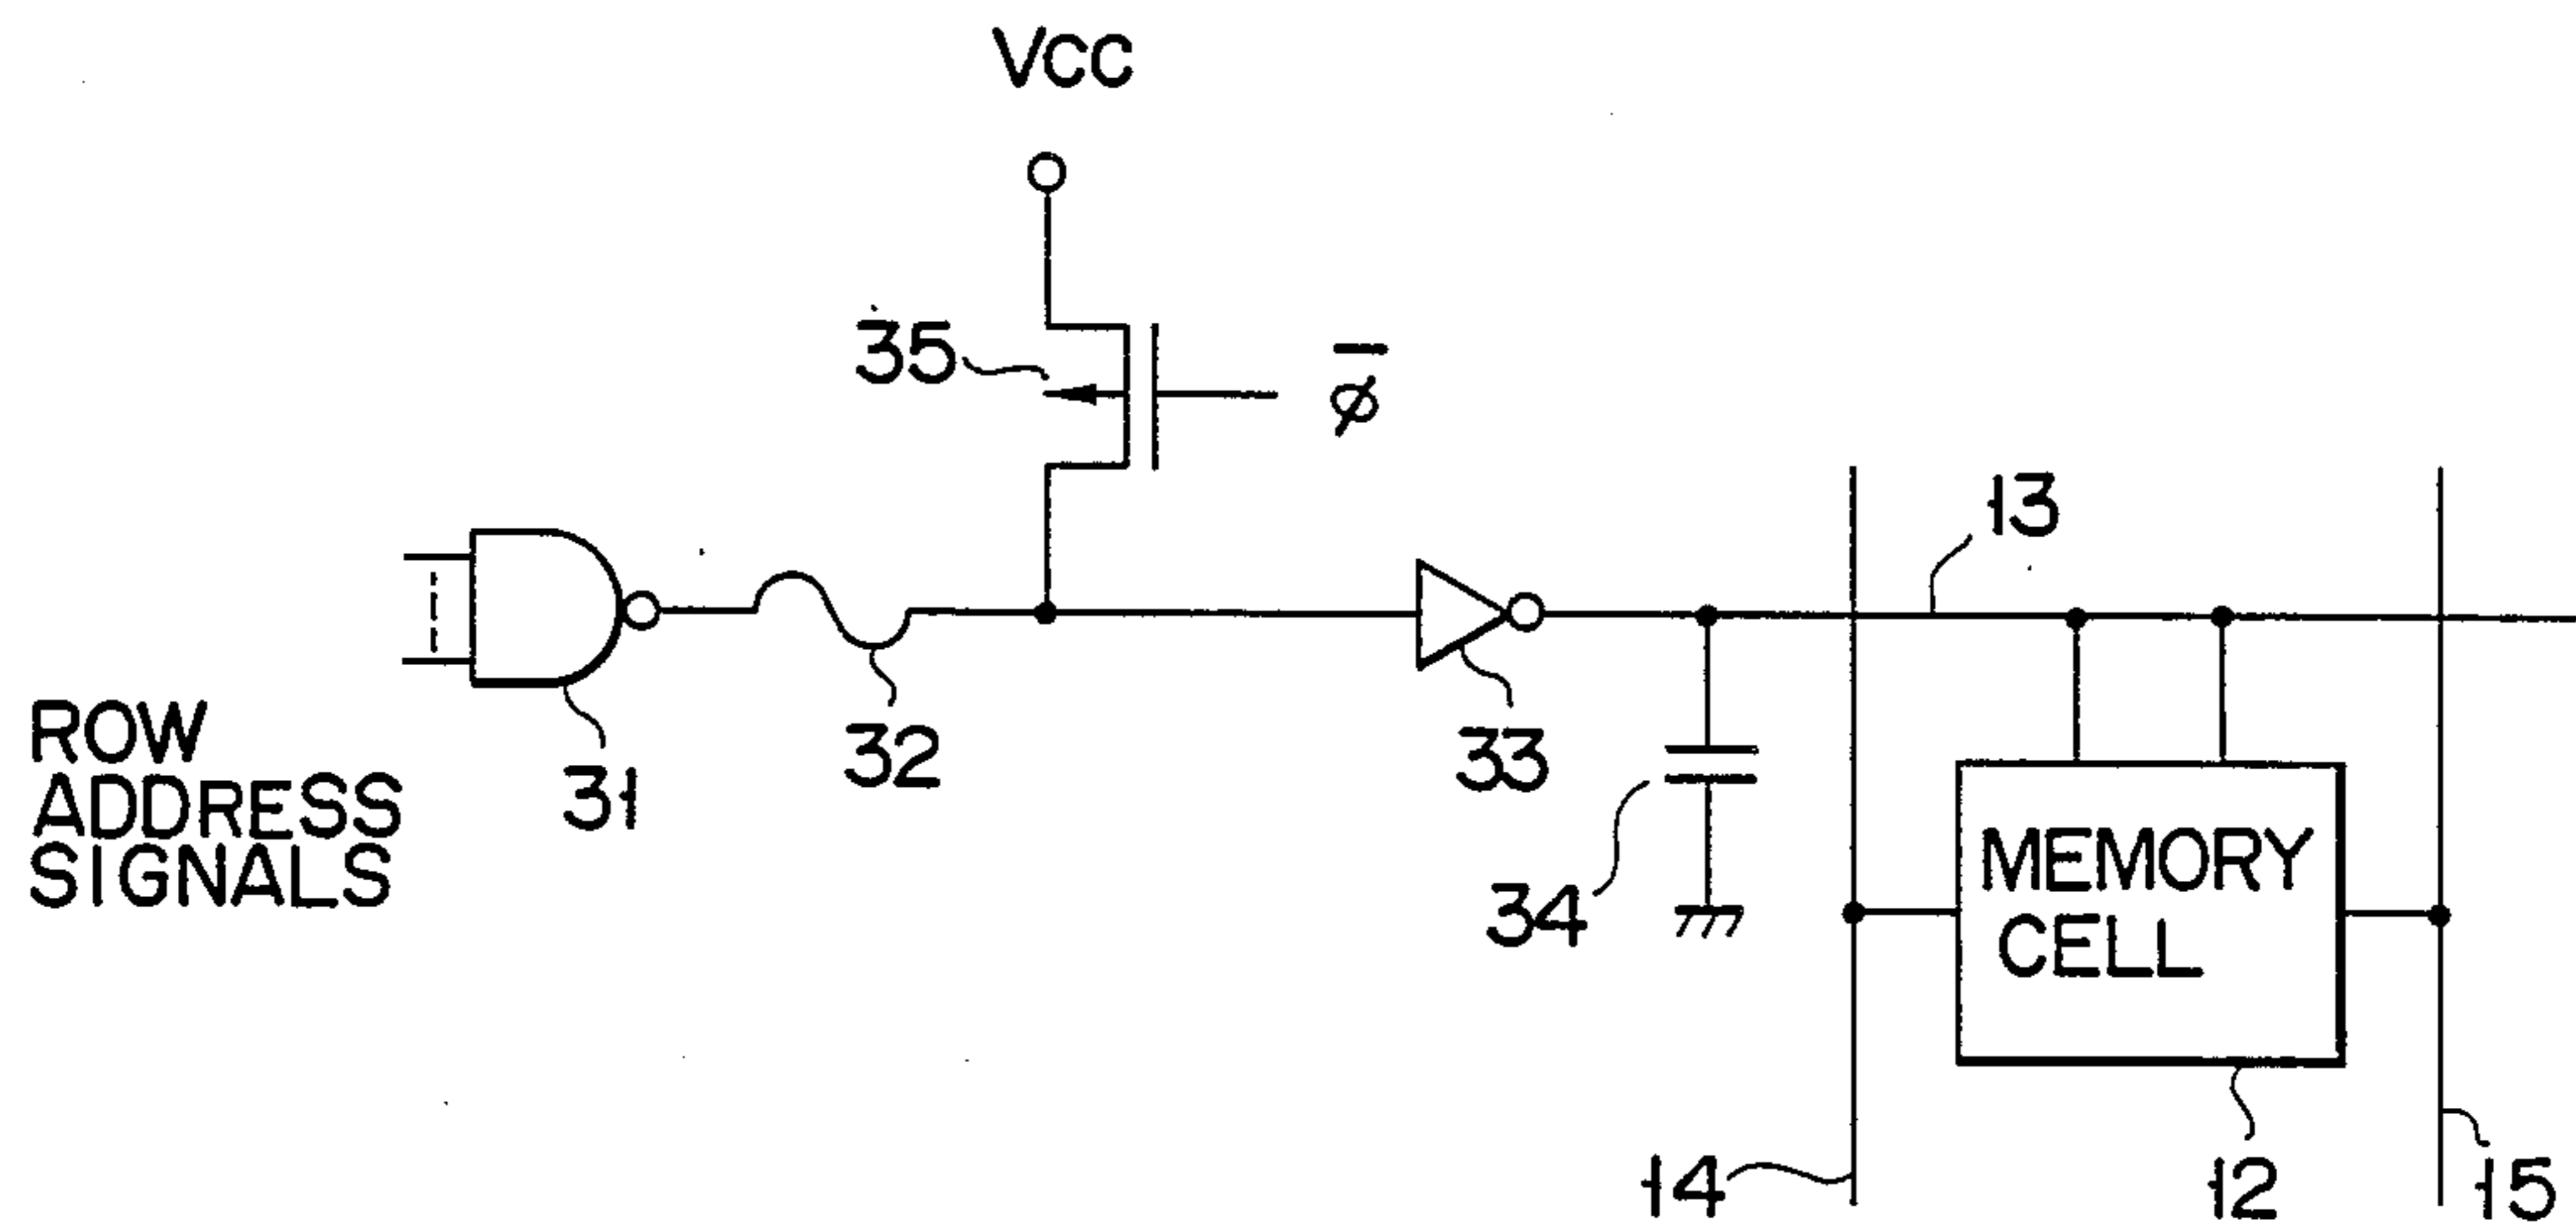 VCC
35
φ̅
13
31
32
33
34
ROW
ADDRESS
SIGNALS
MEMORY
CELL
14
12
15